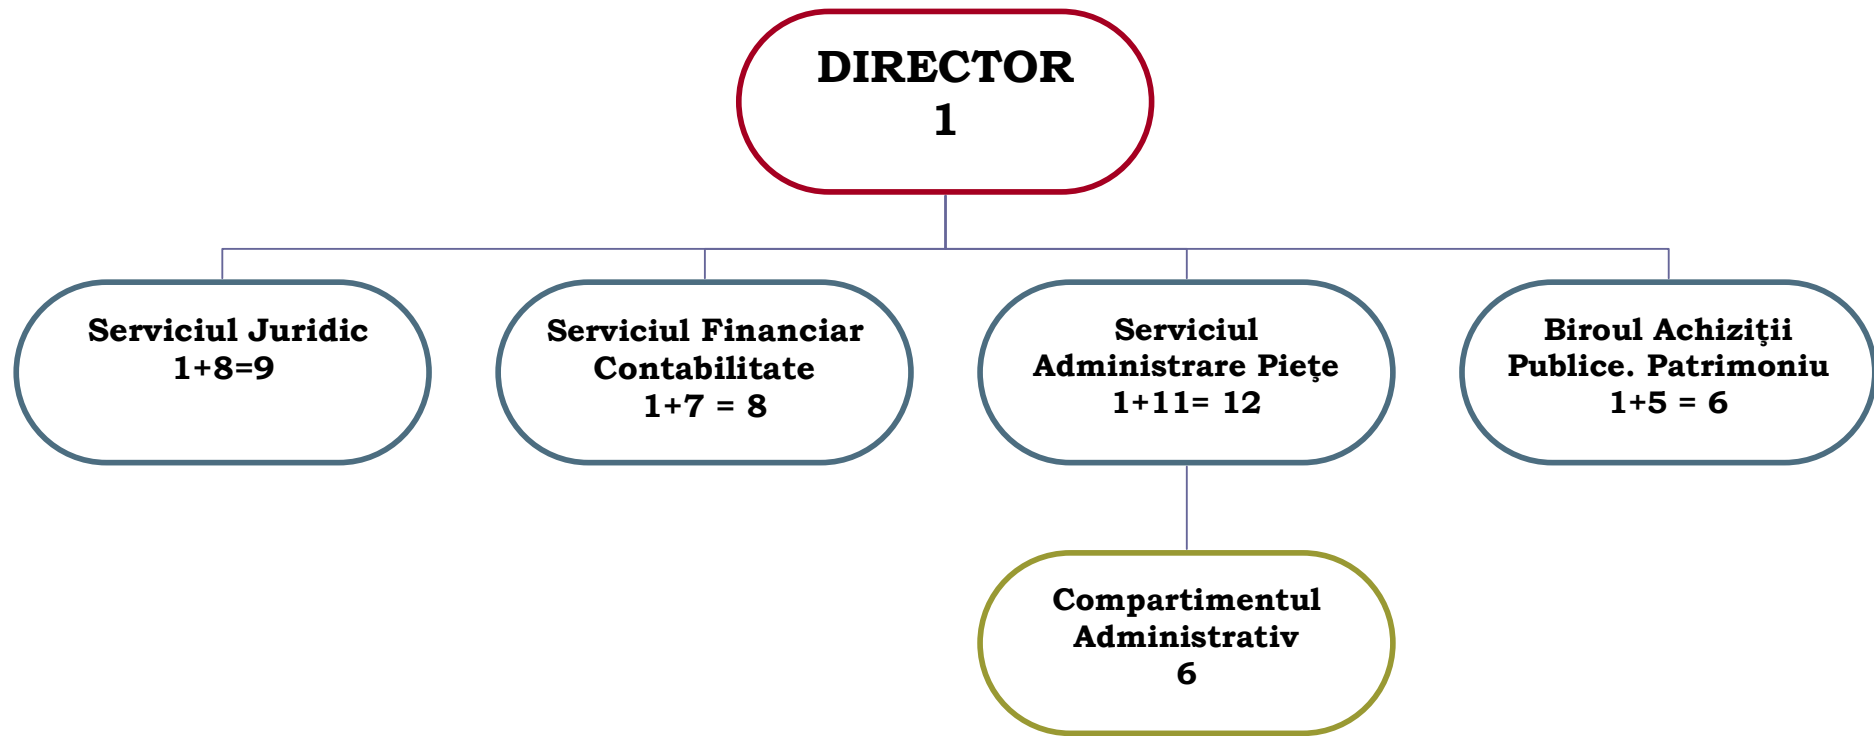 DIRECTOR
1
Serviciul Juridic
1+8=9
Serviciul Financiar
Contabilitate
1+7 = 8
Serviciul
Administrare Pieţe
1+11= 12
Biroul Achiziţii
Publice. Patrimoniu
1+5 = 6
Compartimentul
Administrativ
6